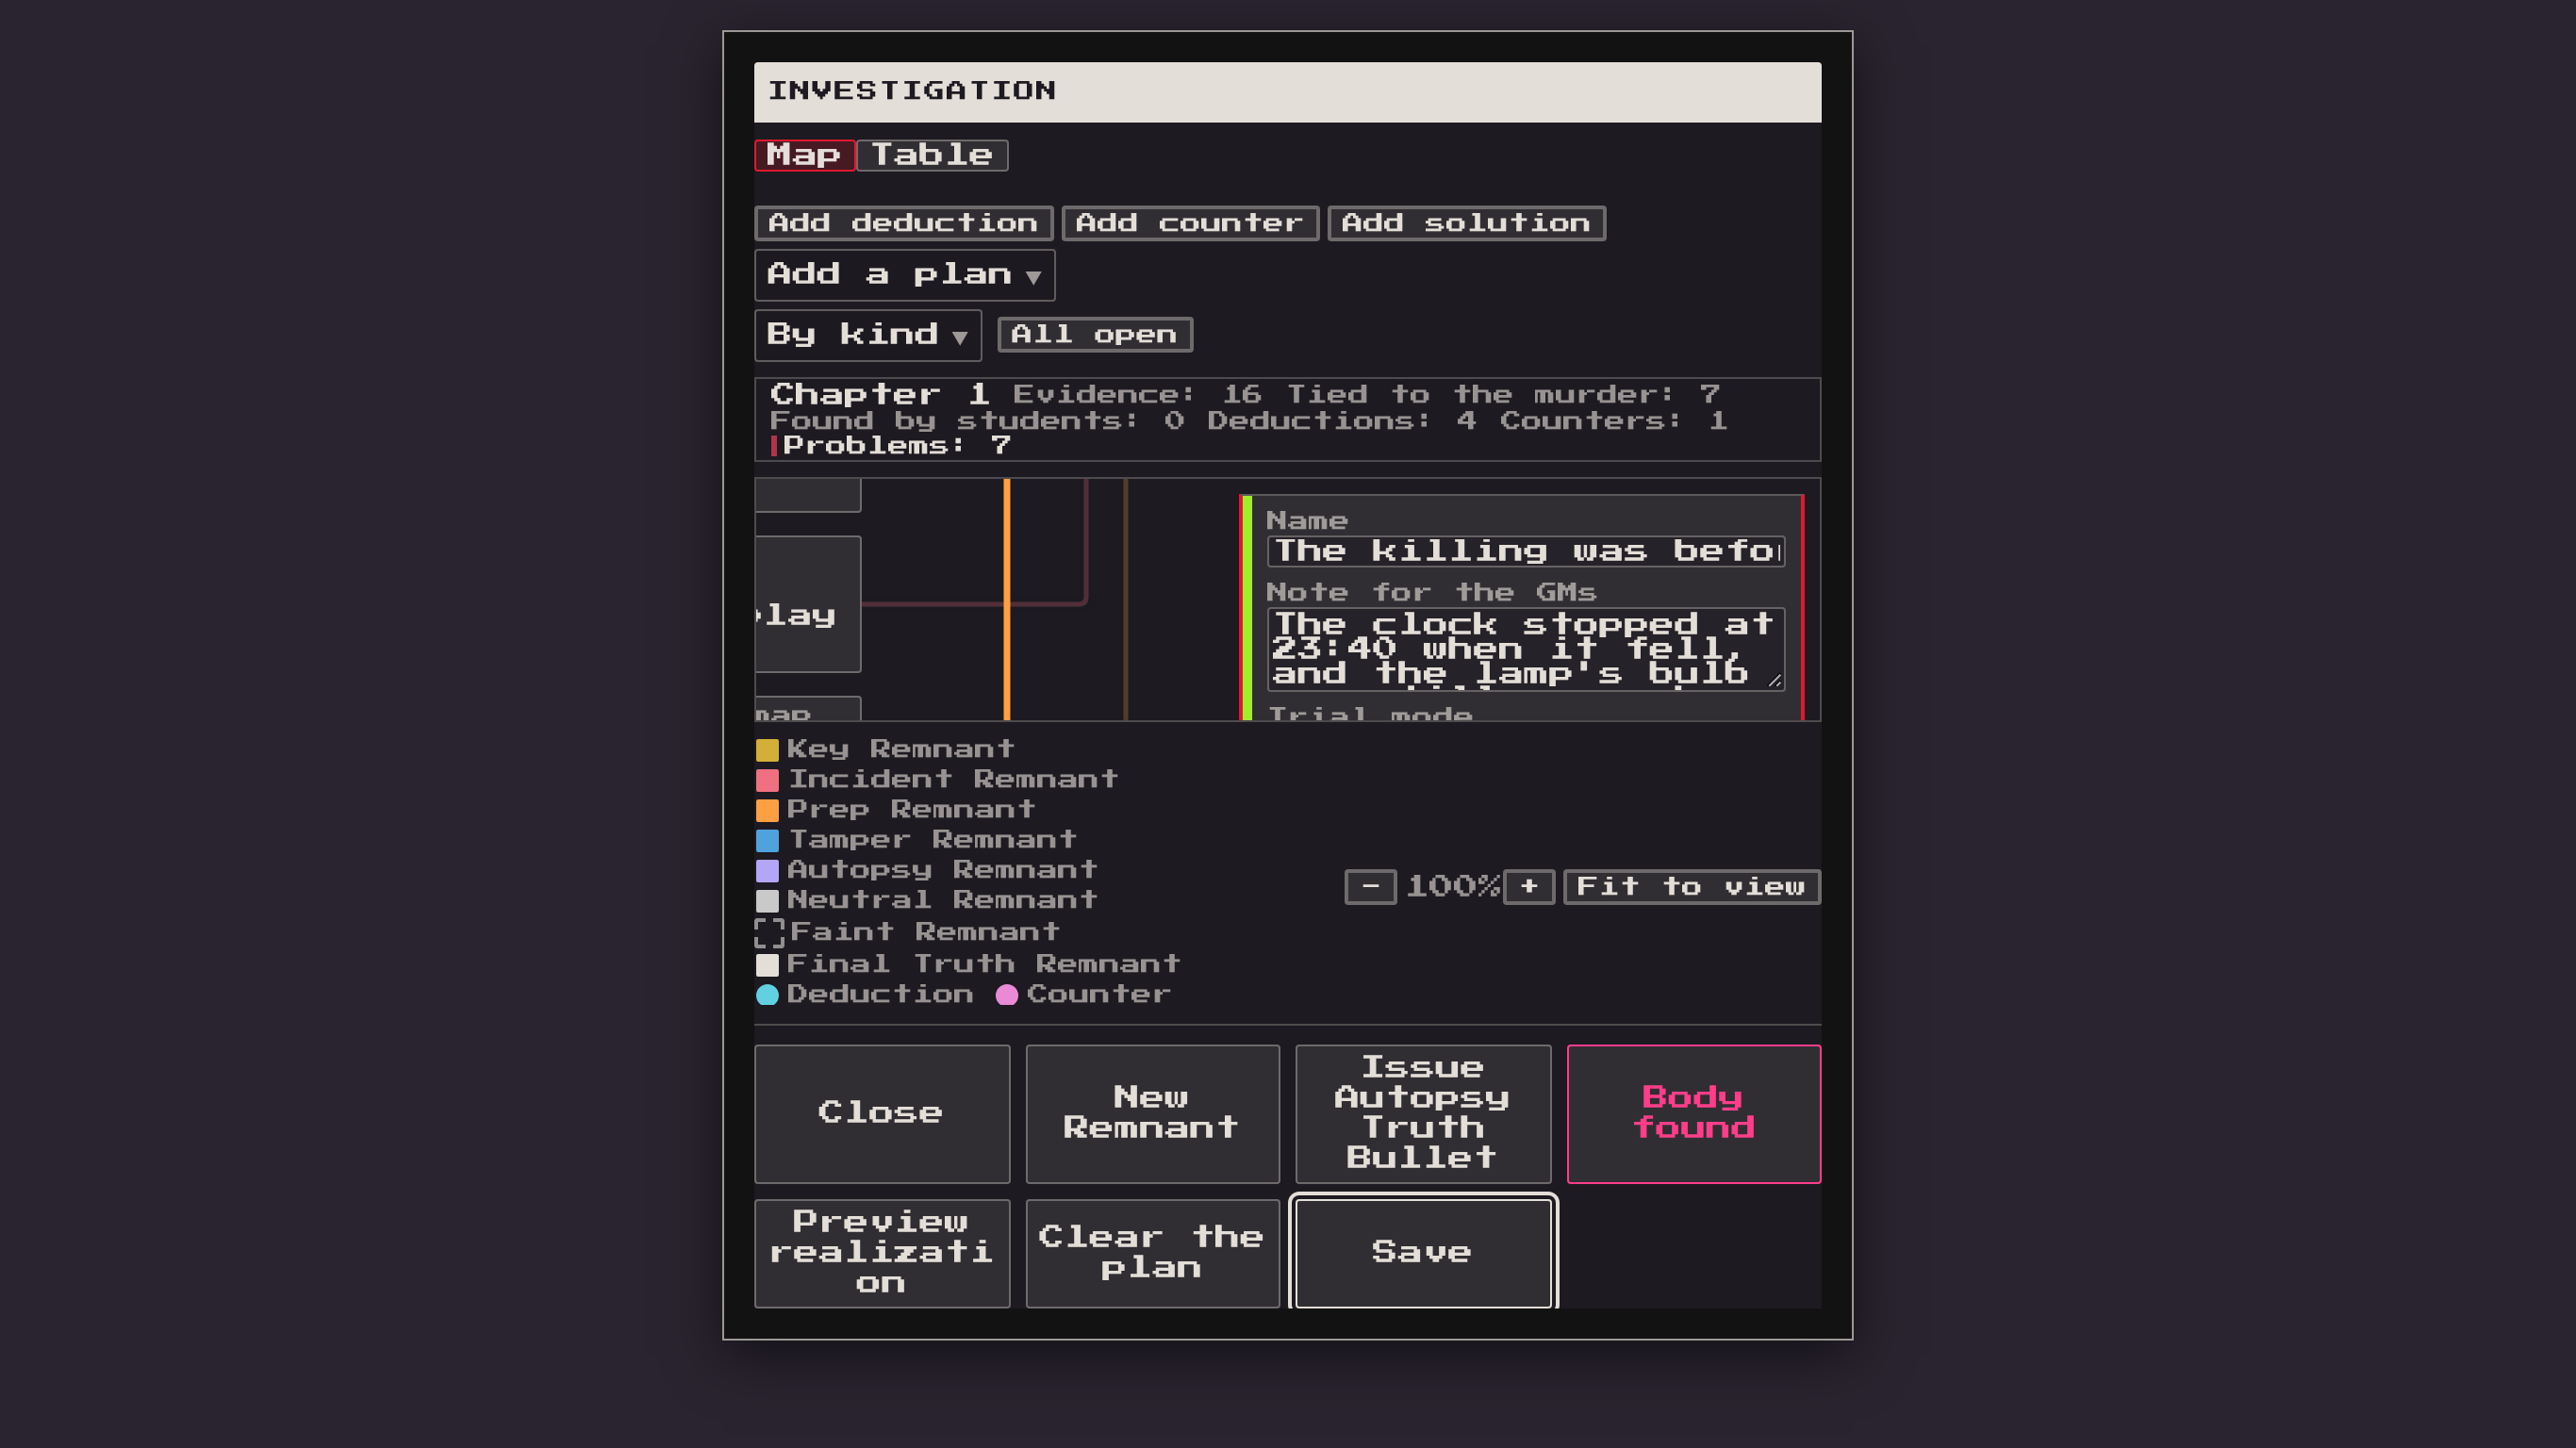 INVESTIGATION
Map Table
Add deduction Add counter Add solution
Add a plan
By kind All open
Chapter 1 Evidence: 16 Tied to the murder: 7
Found by students: 0 Deductions: 4 Counters: 1
Problems: 7
Name
The killing was befo
Note for the GMs
The clock stopped at
23:40 when it fell,
and the lamp's bulb
play
map
Trial mode
Key Remnant
Incident Remnant
Prep Remnant
Tamper Remnant
Autopsy Remnant
Neutral Remnant
- 100% + Fit to view
Faint Remnant
Final Truth Remnant
Deduction Counter
Close
New
Remnant
Issue
Autopsy
Truth
Bullet
Body
found
Preview
realizati
on
Clear the
plan
Save